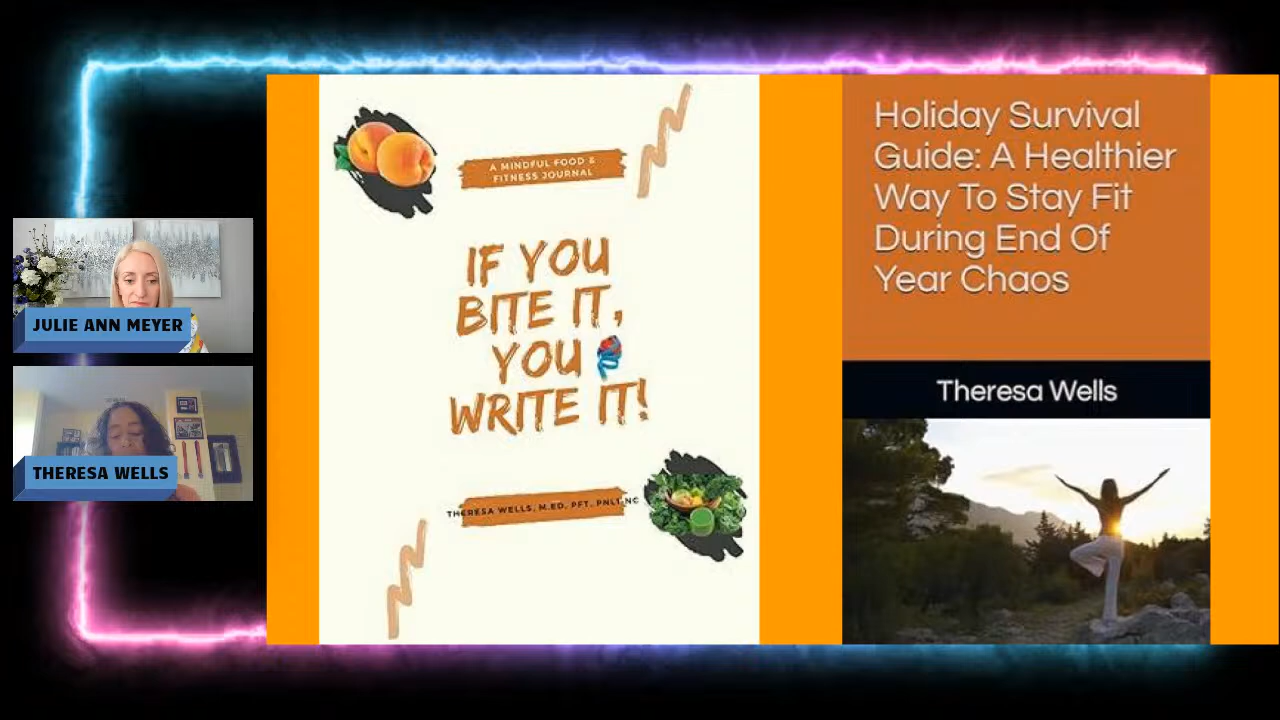 JULIE ANN MEYER
THERESA WELLS
A MINDFUL FOOD &
FITNESS JOURNAL
IF YOU
BITE IT,
YOU
WRITE IT!
THERESA WELLS, M.ED, PFT, PNL1 NC
Holiday Survival
Guide: A Healthier
Way To Stay Fit
During End Of
Year Chaos
Theresa Wells